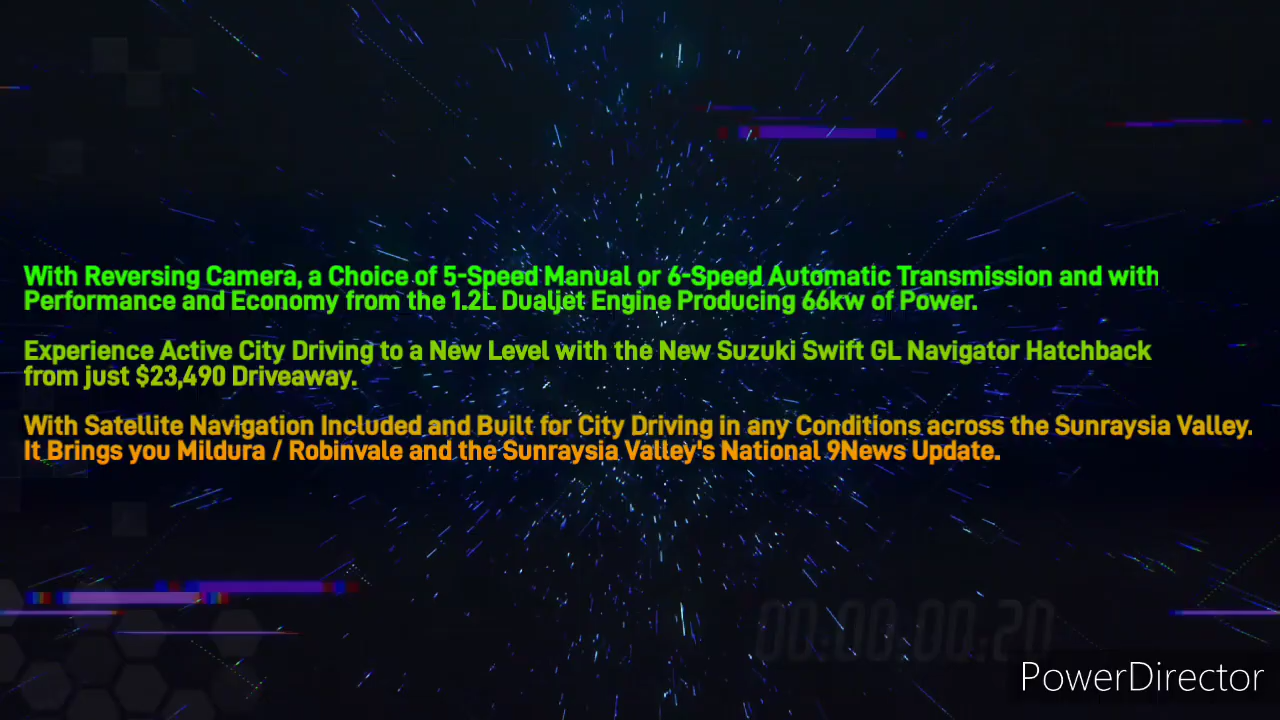 With Reversing Camera, a Choice of 5-Speed Manual or 6-Speed Automatic Transmission and with
Performance and Economy from the 1.2L Dualjet Engine Producing 66kw of Power.
Experience Active City Driving to a New Level with the New Suzuki Swift GL Navigator Hatchback
from just $23,490 Driveaway.
With Satellite Navigation Included and Built for City Driving in any Conditions across the Sunraysia Valley.
It Brings you Mildura / Robinvale and the Sunraysia Valley's National 9News Update.
00.00.00.20
PowerDirector